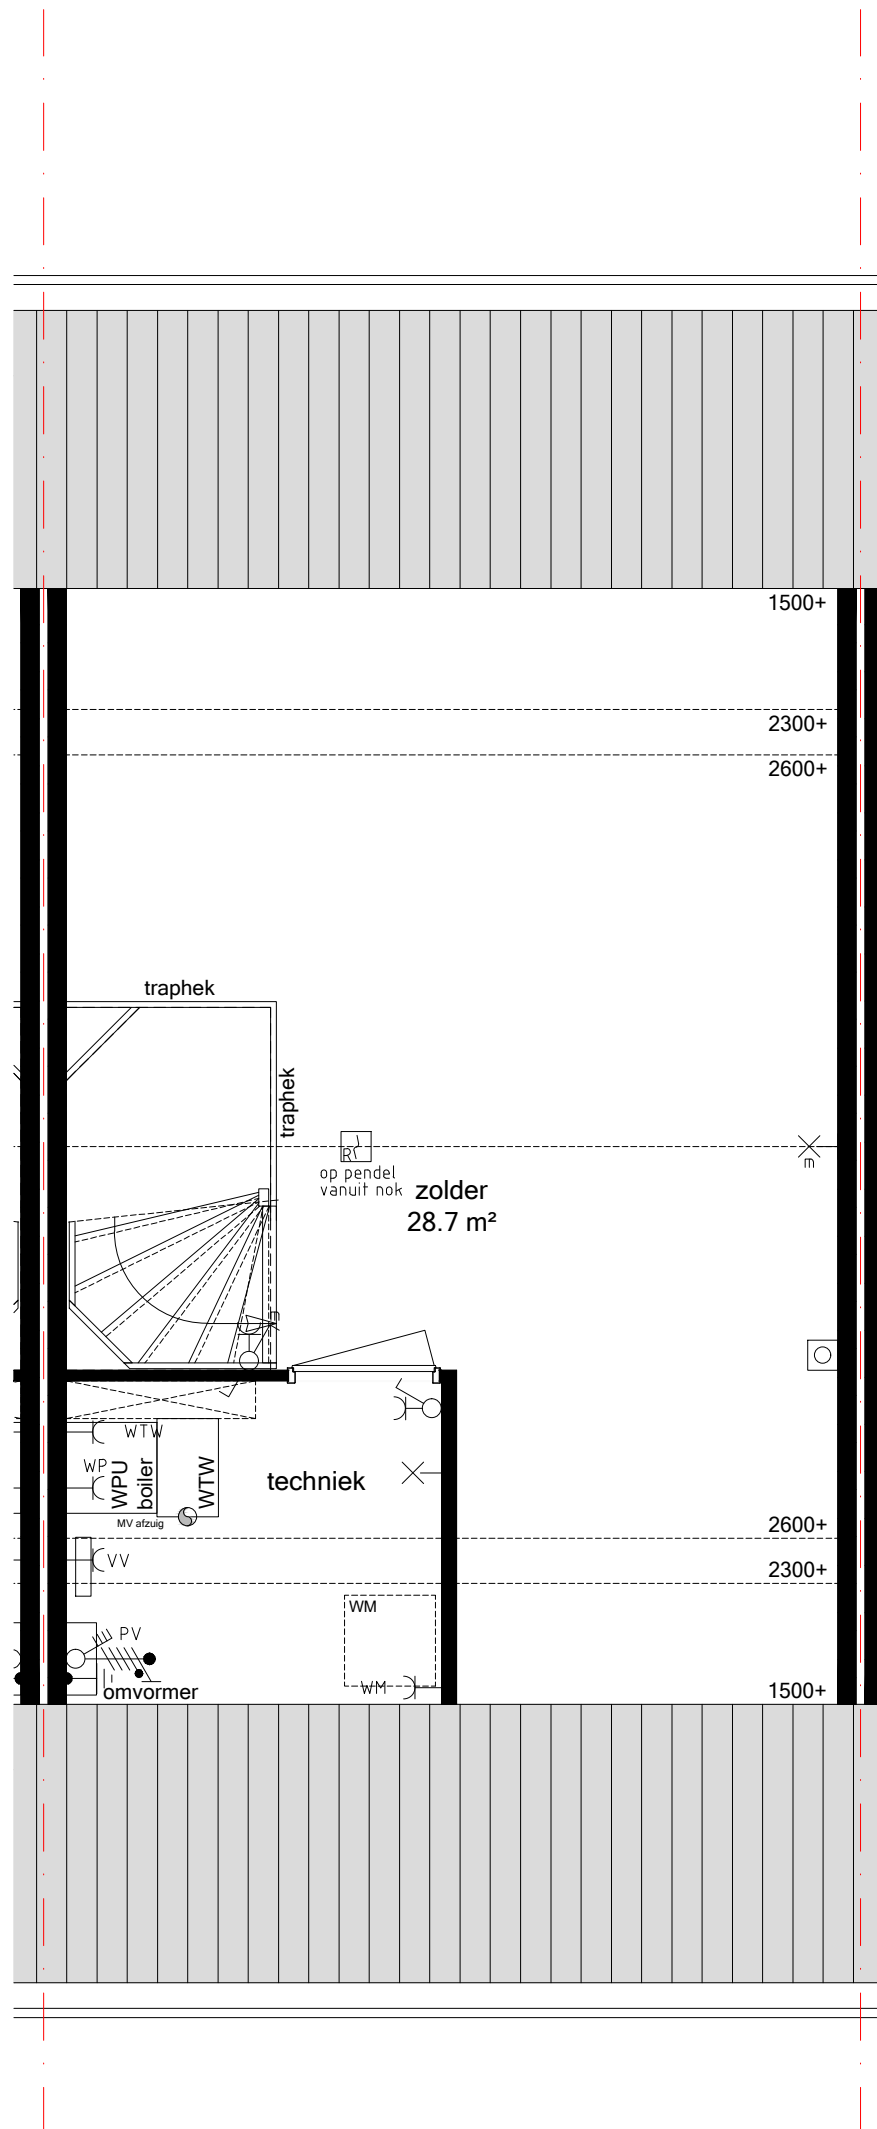 1500+
2300+
2600+
traphek
traphek
R
op pendel
vanuit nok
m
zolder
28.7 m²
m
WTW
WP
WPU
boiler
WTW
techniek
MV afzuig
2600+
VV
2300+
WM
PV
WM
omvormer
1500+